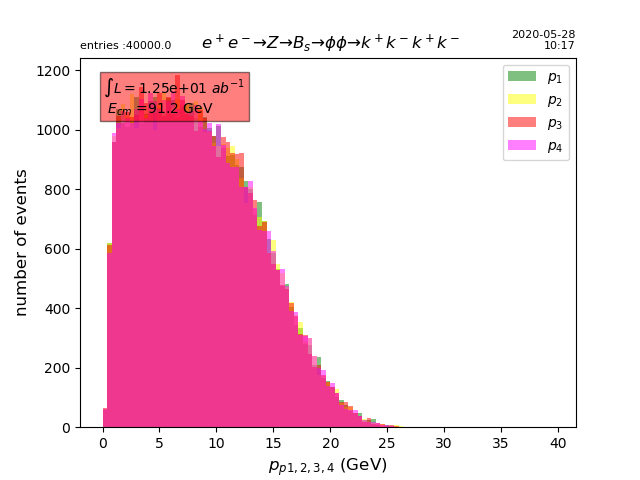 entries :40000.0
e⁺e⁻→Z→Bₛ→ϕϕ→k⁺k⁻k⁺k⁻
2020-05-28
10:17
∫L = 1.25e+01 ab⁻¹
E_cm =91.2 GeV
p₁
p₂
p₃
p₄
number of events
1200
1000
800
600
400
200
0
0 5 10 15 20 25 30 35 40
p_p1,2,3,4 (GeV)